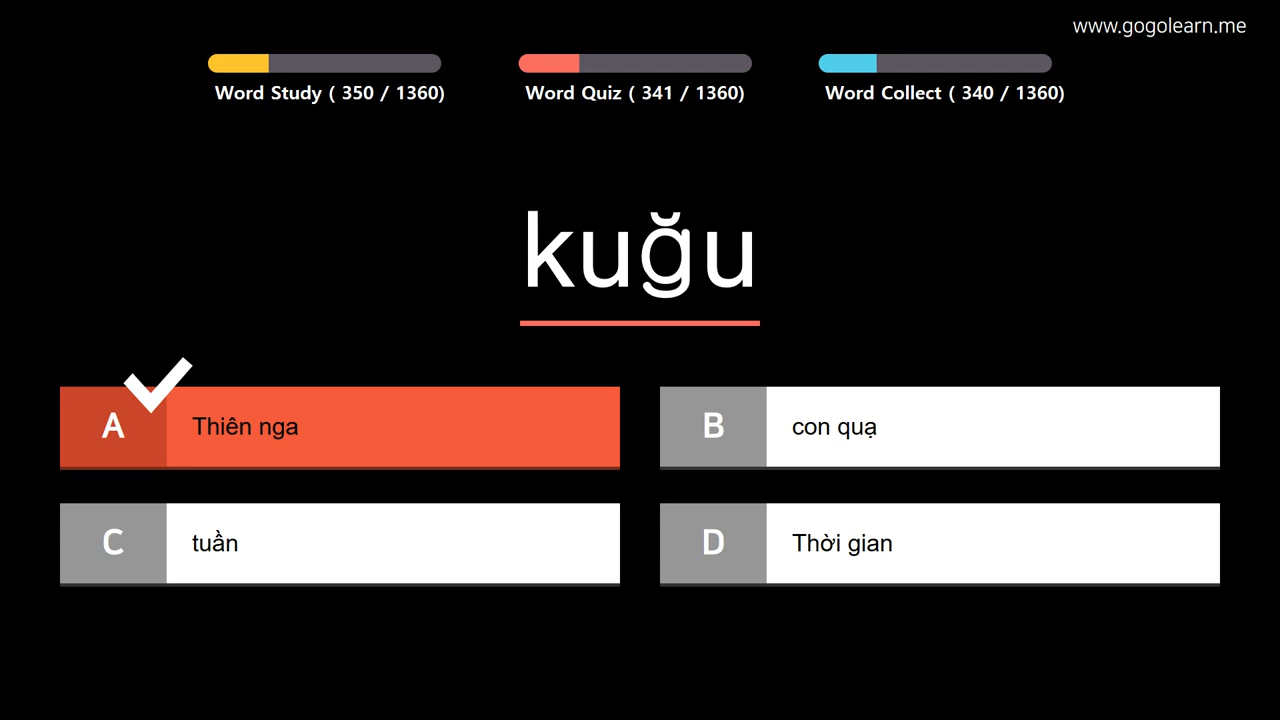 www.gogolearn.me
Word Study ( 350 / 1360)
Word Quiz ( 341 / 1360)
Word Collect ( 340 / 1360)
kuğu
A Thiên nga
B con quạ
C tuần
D Thời gian